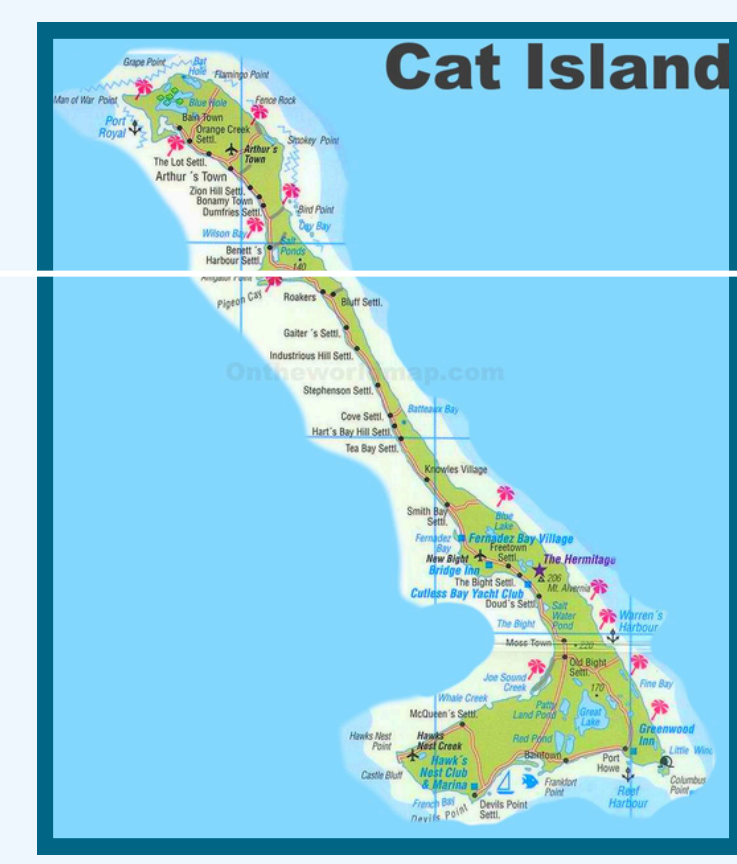 Cat Island
Grape Point
Bat
Hole
Flamingo Point
Man of War Point
Blue Hole
Fence Rock
Port
Royal
Bain Town
Orange Creek
Settl.
Smokey Point
Arthur´s
Town
The Lot Settl.
Arthur ´s Town
Zion Hill Settl.
Bonamy Town
Dumfries Settl.
Bird Point
Dry Bay
Wilson Bay
Salt
Ponds
Benett ´s
Harbour Settl.
140
Alligator Point
Pigeon Cay
Roakers
Bluff Settl.
Gaiter ´s Settl.
Industrious Hill Settl.
Ontheworldmap.com
Stephenson Settl.
Batteaux Bay
Cove Settl.
Hart´s Bay Hill Settl.
Tea Bay Settl.
Knowles Village
Smith Bay
Settl.
Blue
Lake
Fernadez
Bay
Fernadez Bay Village
Freetown
Settl.
New Bight
The Hermitage
Bridge Inn
206
Mt. Alvernia
The Bight Settl.
Cutless Bay Yacht Club
Doud´s Settl.
Salt
Water
Pond
Warren´s
Harbour
The Bight
Moss Town
220
Old Bight
Settl.
Joe Sound
Creek
Fine Bay
170
Whale Creek
Patty
Land Pond
Great
Lake
McQueen´s Settl.
Greenwood
Inn
Hawks Nest
Point
Hawks
Nest Creek
Red Pond
Little Winc
Baintown
Port
Howe
Hawk´s
Nest Club
& Marina
Castle Bluff
Frankfort
Point
Columbus
Point
Reef
Harbour
French Bay
Devils Point
Devils Point
Settl.